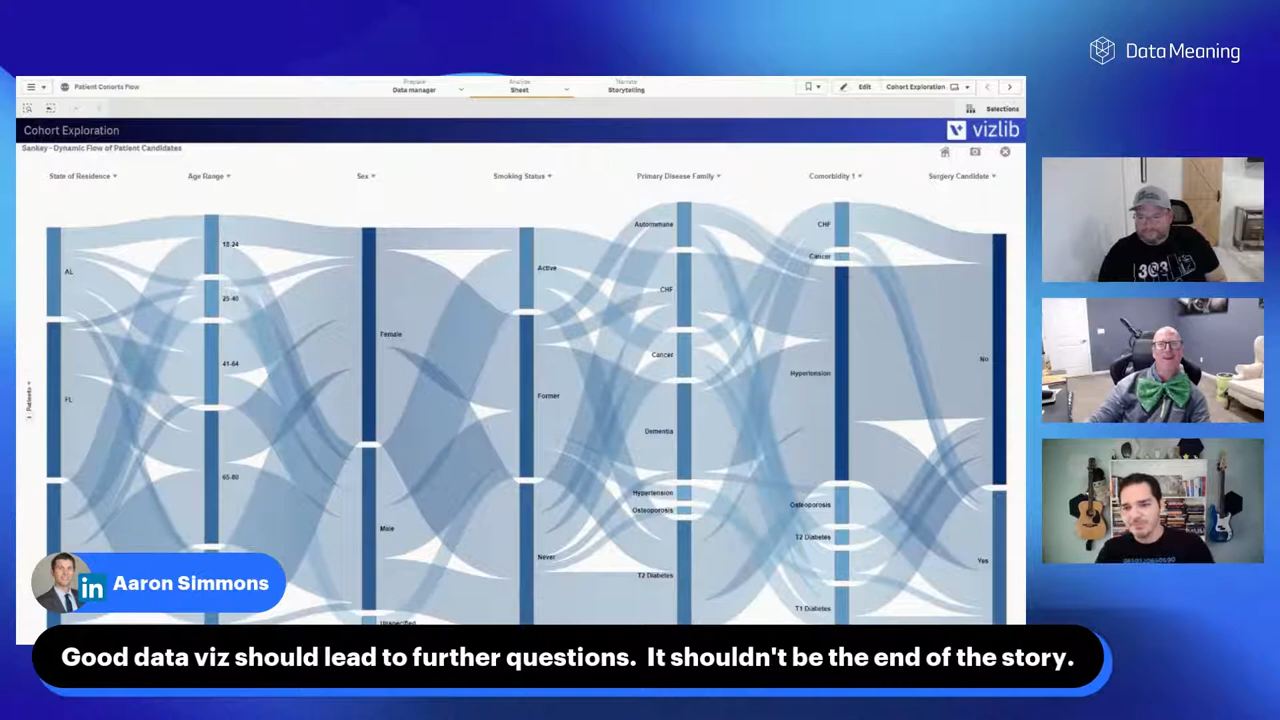 Data Meaning
Patient Cohorts Flow
Prepare
Data manager
Analyze
Sheet
Narrate
Storytelling
Edit
Cohort Exploration
Selections
Cohort Exploration
vizlib
Sankey - Dynamic Flow of Patient Candidates
State of Residence
Age Range
Sex
Smoking Status
Primary Disease Family
Comorbidity 1
Surgery Candidate
Patients
AL
FL
18-24
25-40
41-64
65-80
Female
Male
Unspecified
Active
Former
Never
Autoimmune
CHF
Cancer
Dementia
Hypertension
Osteoporosis
T2 Diabetes
CHF
Cancer
Hypertension
Osteoporosis
T2 Diabetes
T1 Diabetes
No
Yes
in
Aaron Simmons
Good data viz should lead to further questions. It shouldn't be the end of the story.